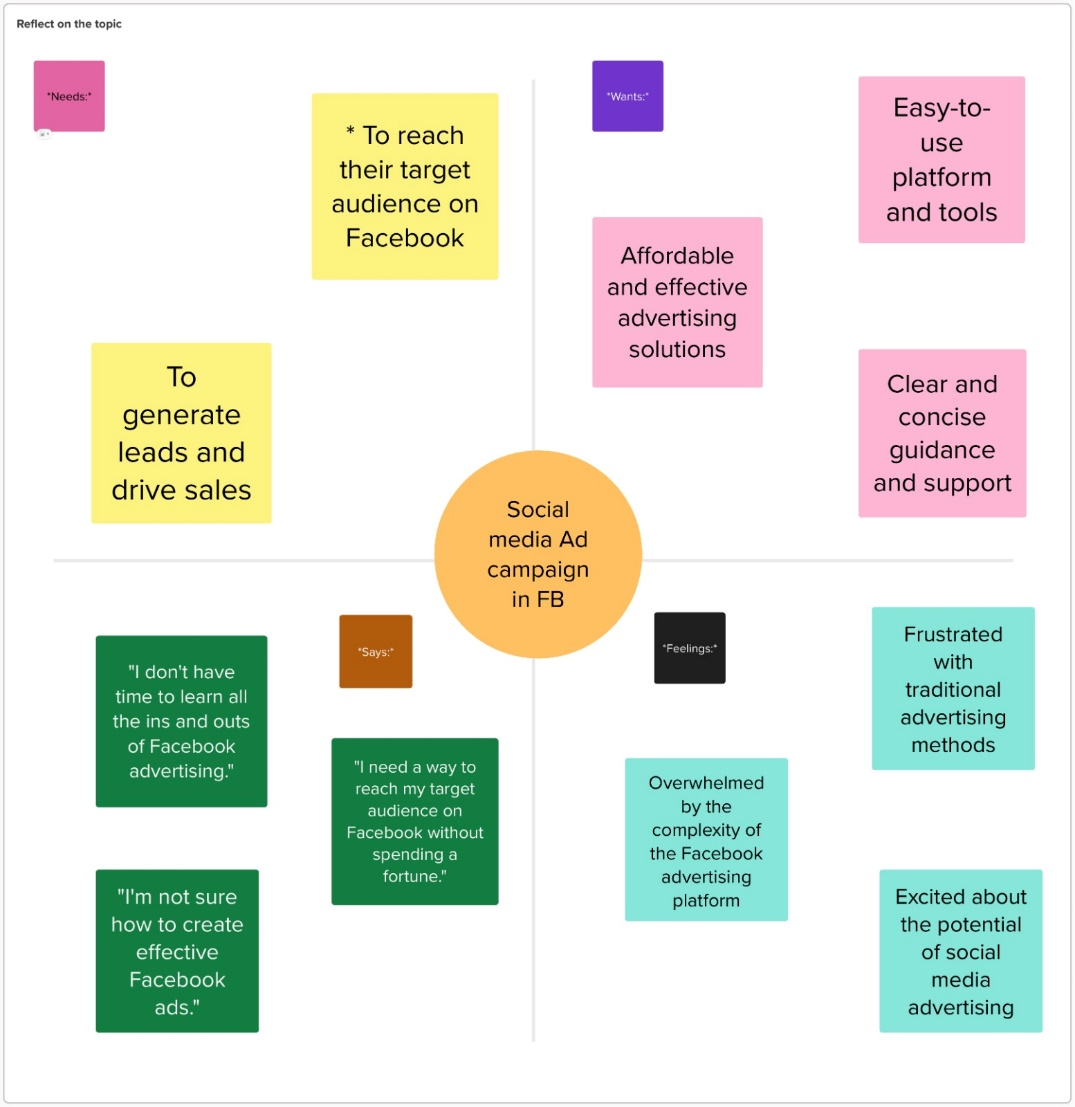 Reflect on the topic
*Needs:*
* To reach
their target
audience on
Facebook
To
generate
leads and
drive sales
*Wants:*
Easy-to-
use
platform
and tools
Affordable
and effective
advertising
solutions
Clear and
concise
guidance
and support
Social
media Ad
campaign
in FB
*Says:*
"I don't have
time to learn all
the ins and outs
of Facebook
advertising."
"I need a way to
reach my target
audience on
Facebook without
spending a
fortune."
"I'm not sure
how to create
effective
Facebook
ads."
*Feelings:*
Frustrated
with
traditional
advertising
methods
Overwhelmed
by the
complexity of
the Facebook
advertising
platform
Excited about
the potential
of social
media
advertising